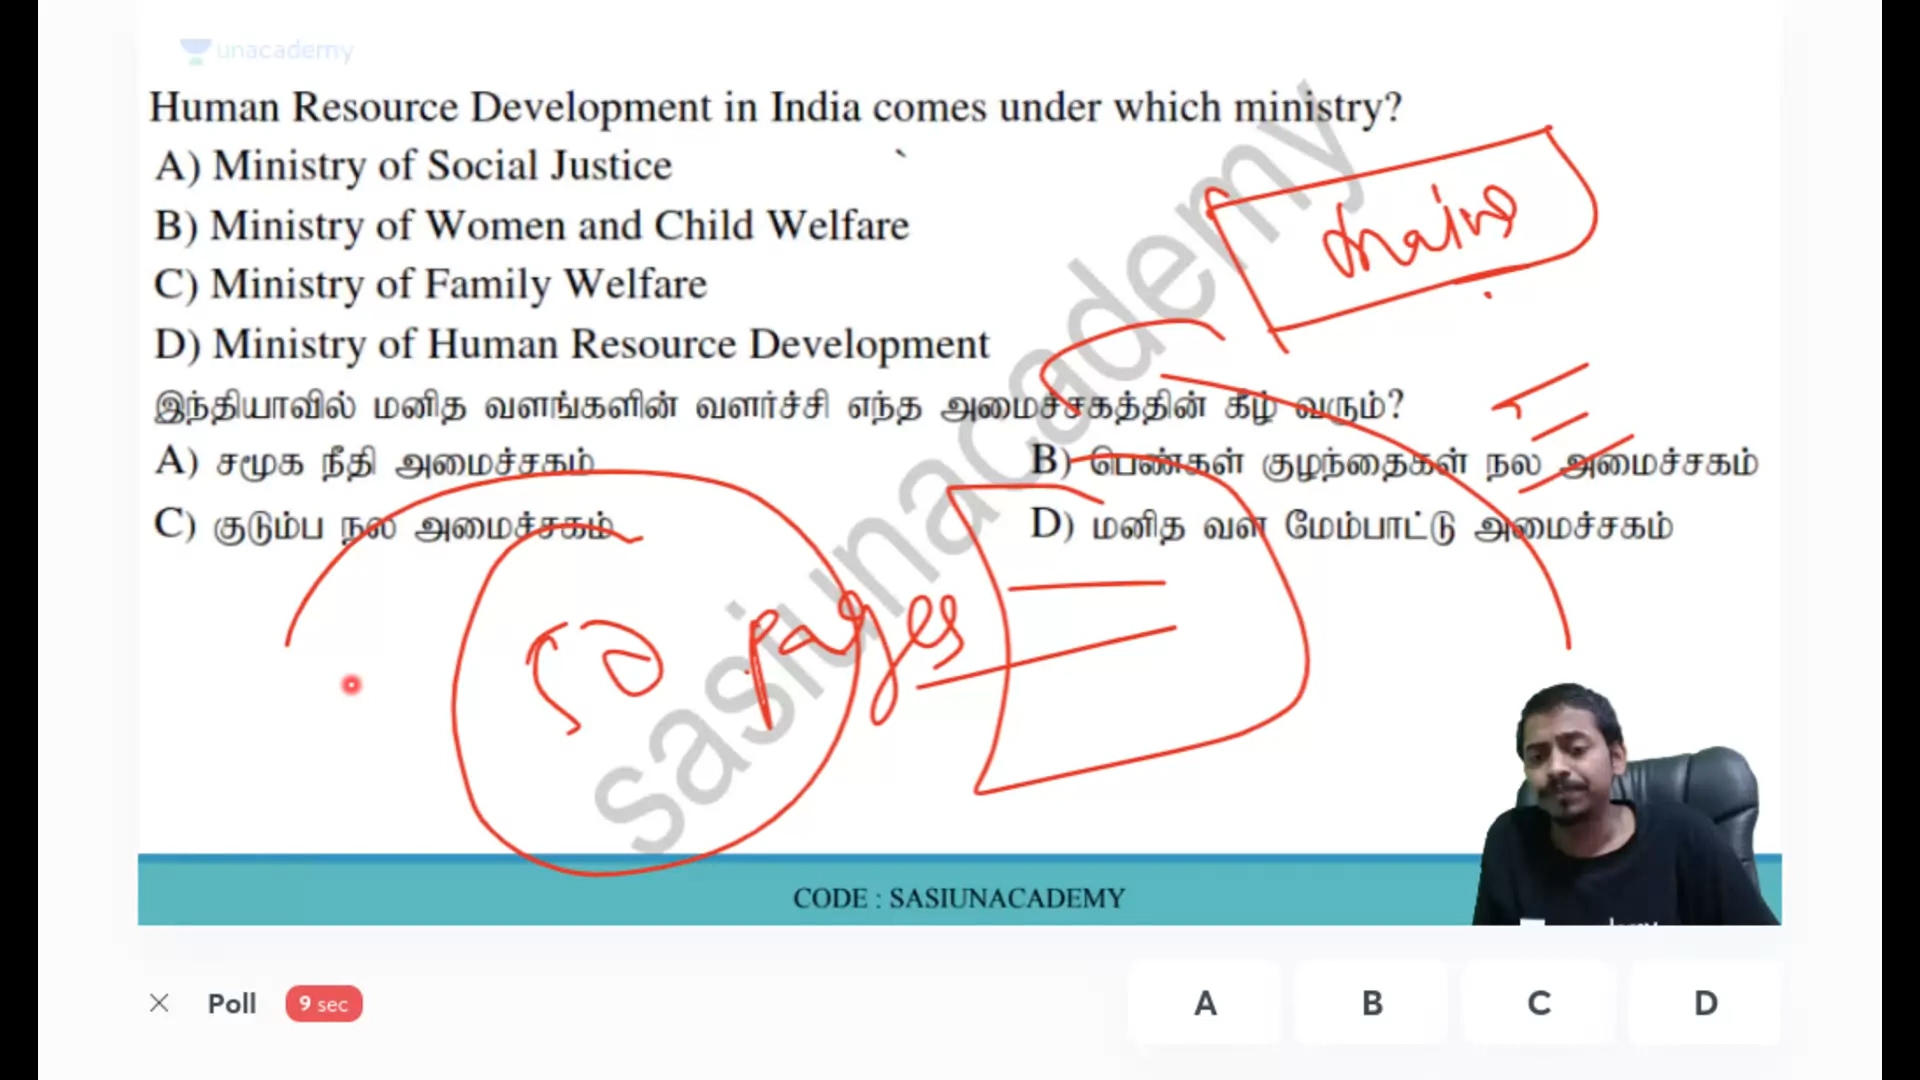 unacademy
Human Resource Development in India comes under which ministry?
A) Ministry of Social Justice
B) Ministry of Women and Child Welfare
C) Ministry of Family Welfare
D) Ministry of Human Resource Development
mains
இந்தியாவில் மனித வளங்களின் வளர்ச்சி எந்த அமைச்சகத்தின் கீழ் வரும்?
A) சமூக நீதி அமைச்சகம் B) பெண்கள் குழந்தைகள் நல அமைச்சகம்
C) குடும்ப நல அமைச்சகம் D) மனித வள மேம்பாட்டு அமைச்சகம்
50 pages
sasiunacademy
CODE : SASIUNACADEMY
Poll 9 sec A B C D